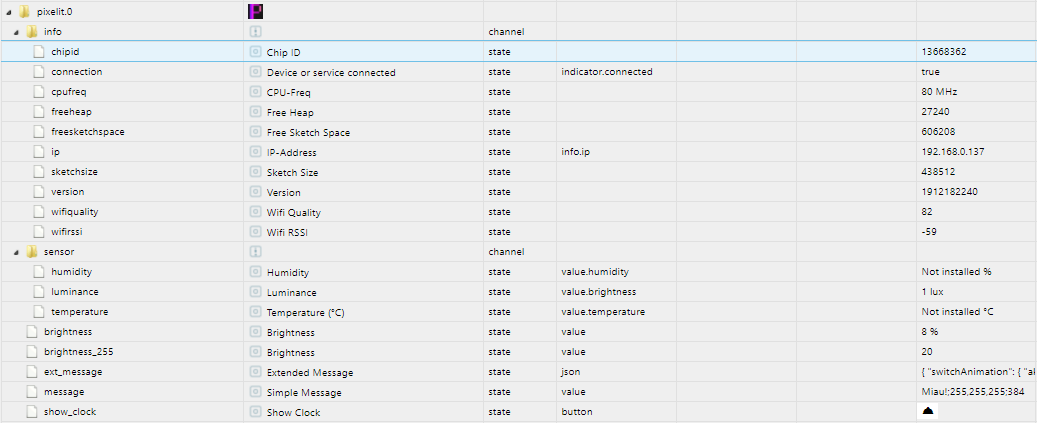 pixelit.0
info channel
chipid Chip ID state 13668362
connection Device or service connected state indicator.connected true
cpufreq CPU-Freq state 80 MHz
freeheap Free Heap state 27240
freesketchspace Free Sketch Space state 606208
ip IP-Address state info.ip 192.168.0.137
sketchsize Sketch Size state 438512
version Version state 1912182240
wifiquality Wifi Quality state 82
wifirssi Wifi RSSI state -59
sensor channel
humidity Humidity state value.humidity Not installed %
luminance Luminance state value.brightness 1 lux
temperature Temperature (°C) state value.temperature Not installed °C
brightness Brightness state value 8 %
brightness_255 Brightness state value 20
ext_message Extended Message state json { "switchAnimation": { "ai
message Simple Message state value Miau!;255,255,255;384
show_clock Show Clock state button